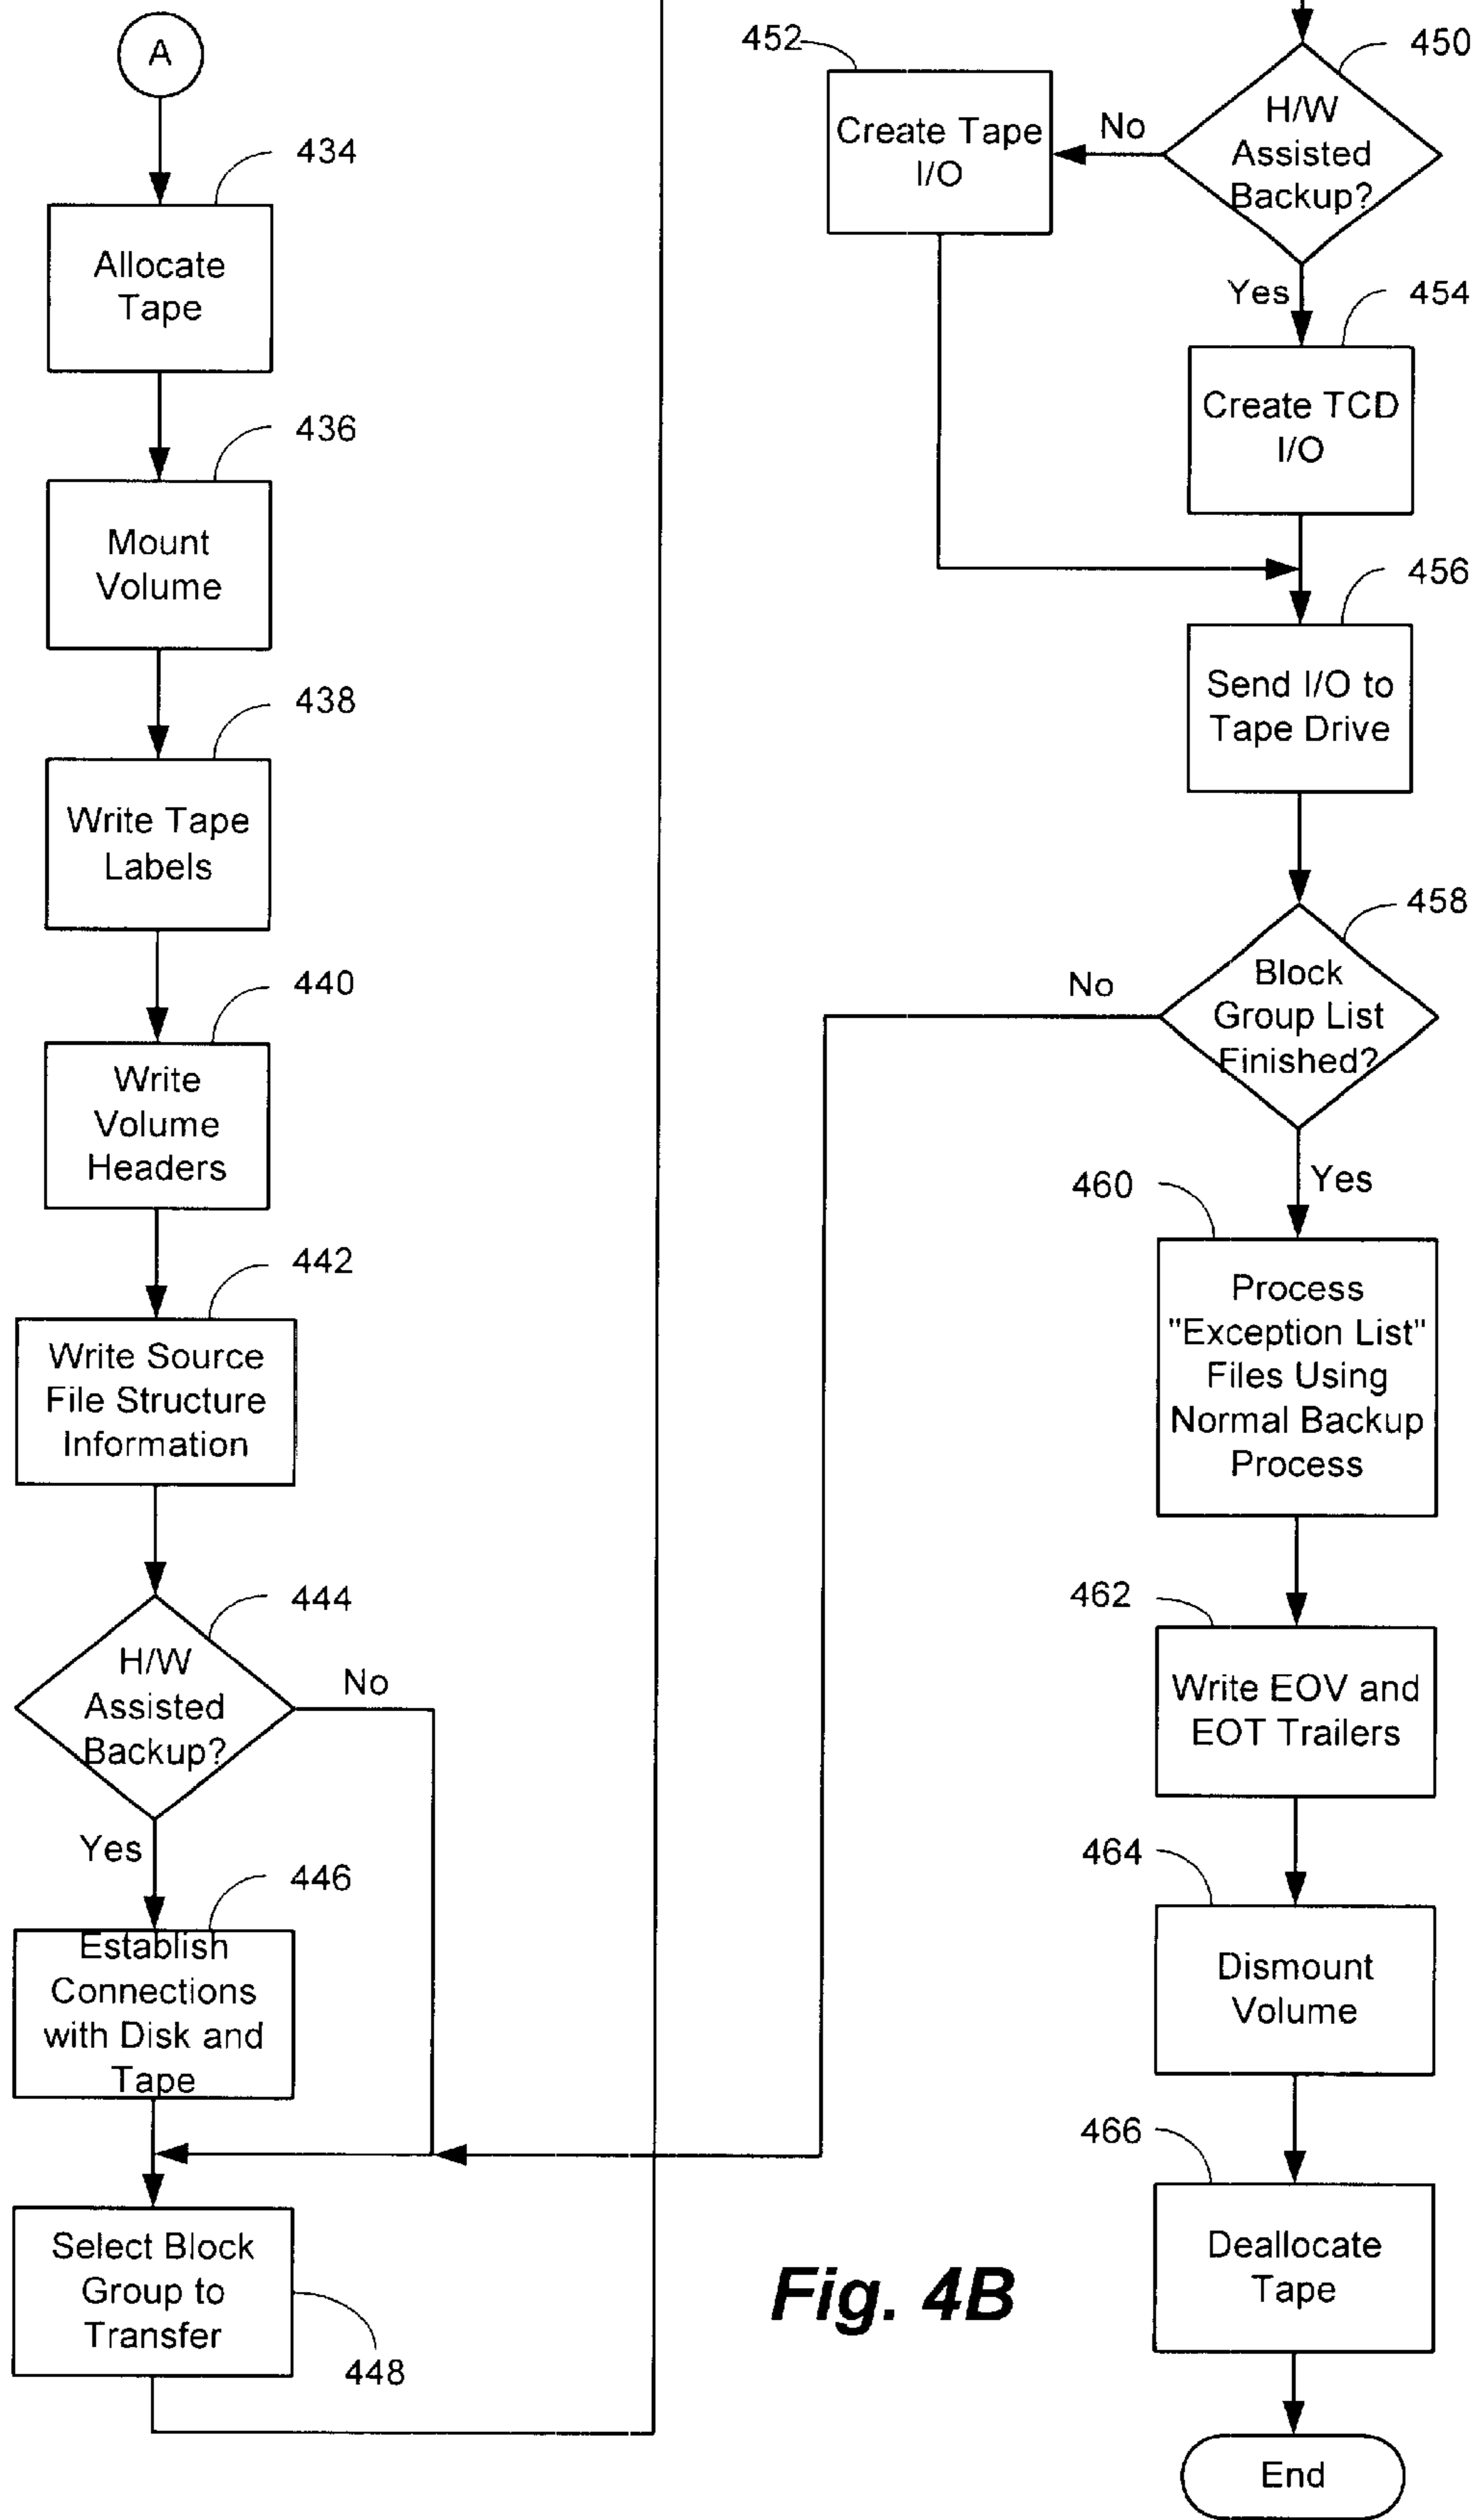 A
434
Allocate
Tape
436
Mount
Volume
438
Write Tape
Labels
440
Write
Volume
Headers
442
Write Source
File Structure
Information
444
H/W
Assisted
Backup?
No
Yes
446
Establish
Connections
with Disk and
Tape
Select Block
Group to
Transfer
448
450
H/W
Assisted
Backup?
No
452
Create Tape
I/O
Yes
454
Create TCD
I/O
456
Send I/O to
Tape Drive
458
Block
Group List
Finished?
No
Yes
460
Process
"Exception List"
Files Using
Normal Backup
Process
462
Write EOV and
EOT Trailers
464
Dismount
Volume
466
Deallocate
Tape
End
Fig. 4B